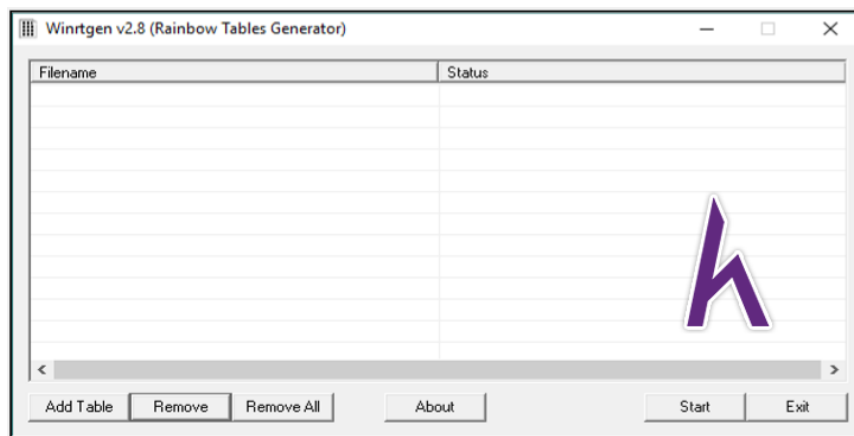 Winrtgen v2.8 (Rainbow Tables Generator)
Filename Status
Add Table Remove Remove All About Start Exit